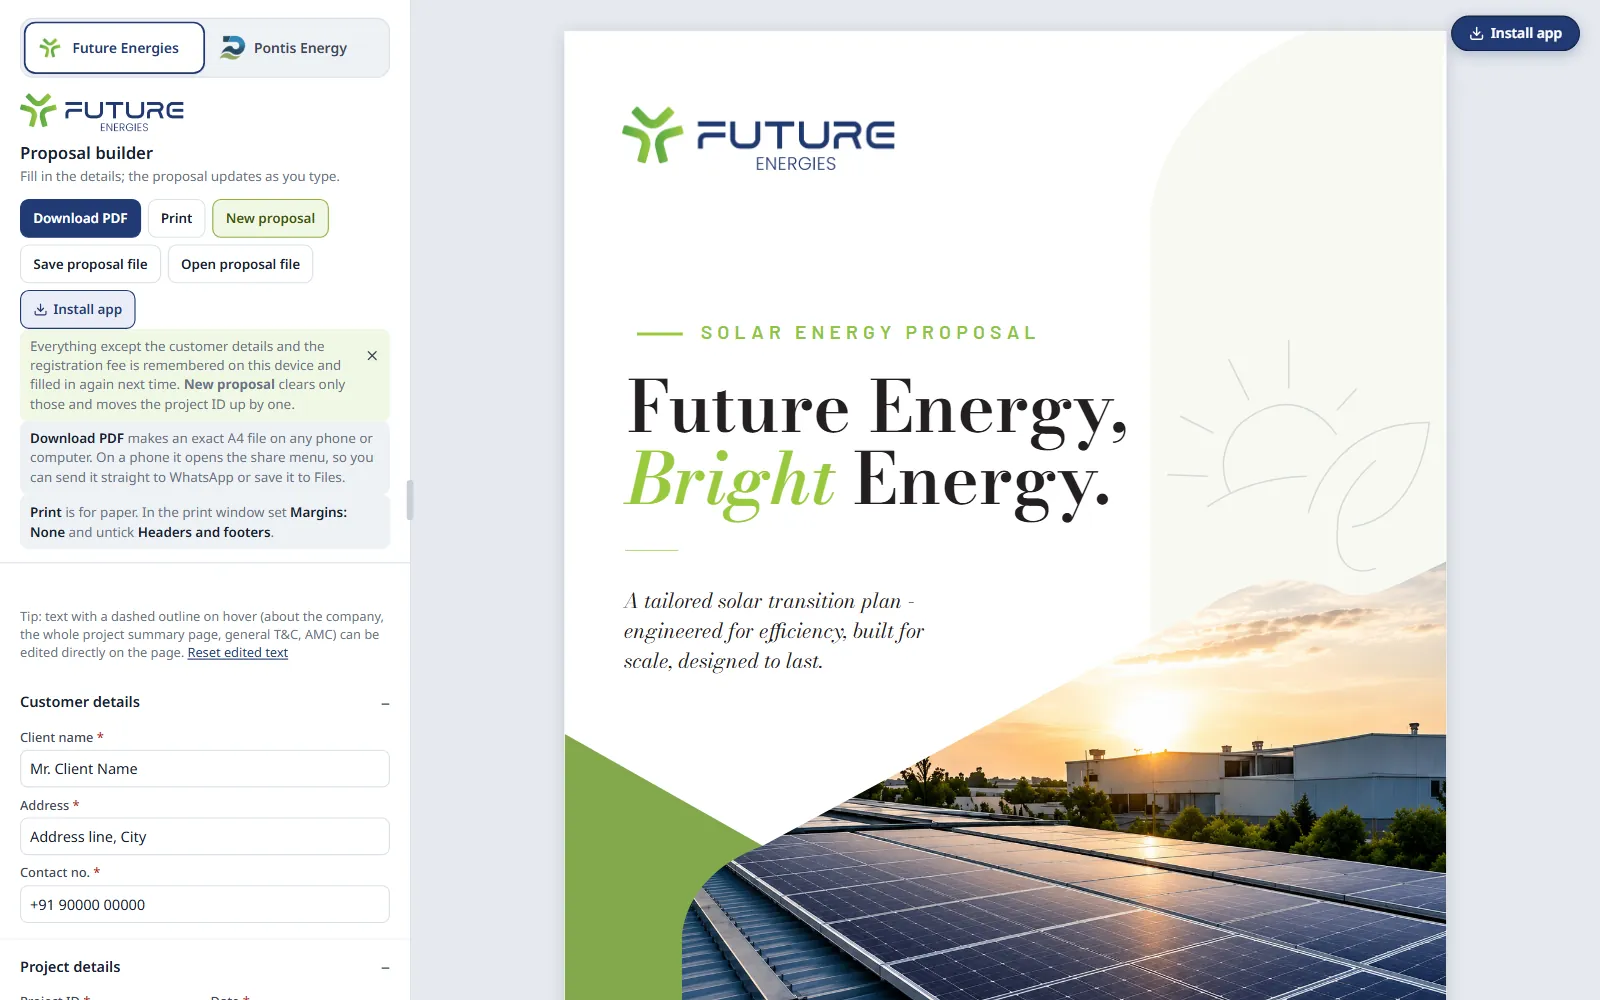 Future Energies
Pontis Energy
Install app
FUTURE
ENERGIES
Proposal builder
Fill in the details; the proposal updates as you type.
Download PDF
Print
New proposal
Save proposal file
Open proposal file
Install app
Everything except the customer details and the
registration fee is remembered on this device and
filled in again next time. New proposal clears only
those and moves the project ID up by one.
Download PDF makes an exact A4 file on any phone or
computer. On a phone it opens the share menu, so you
can send it straight to WhatsApp or save it to Files.
Print is for paper. In the print window set Margins:
None and untick Headers and footers.
Tip: text with a dashed outline on hover (about the company,
the whole project summary page, general T&C, AMC) can be
edited directly on the page. Reset edited text
Customer details
Client name *
Mr. Client Name
Address *
Address line, City
Contact no. *
+91 90000 00000
Project details
Project ID *
Date *
FUTURE
ENERGIES
SOLAR ENERGY PROPOSAL
Future Energy,
Bright Energy.
A tailored solar transition plan -
engineered for efficiency, built for
scale, designed to last.